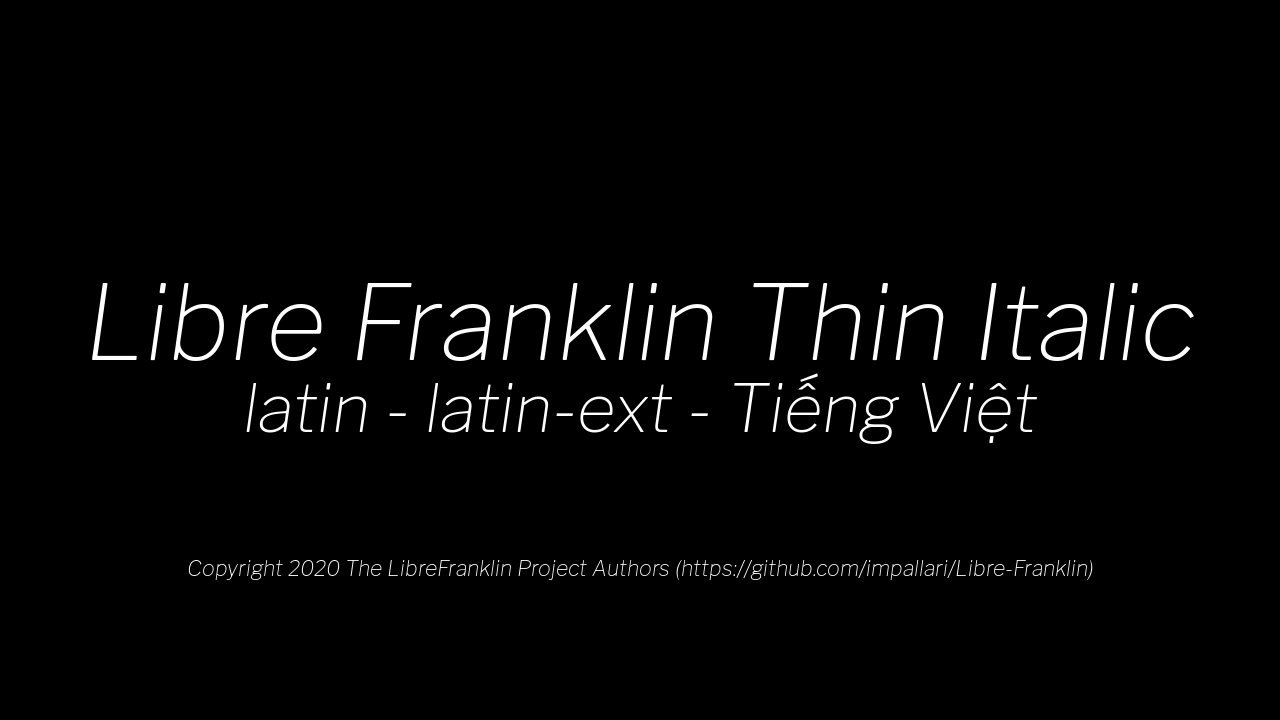 Libre Franklin Thin Italic
latin - latin-ext - Tiếng Việt
Copyright 2020 The LibreFranklin Project Authors (https://github.com/impallari/Libre-Franklin)